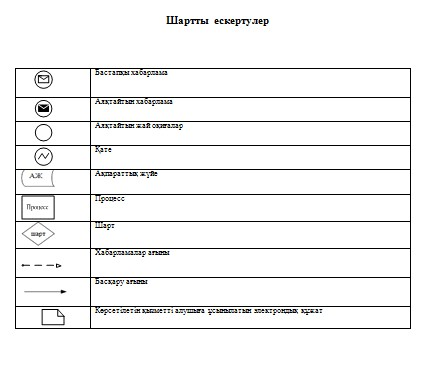 Шартты ескертулер
Бастапқы хабарлама
Аяқтайтын хабарлама
Аяқтайтын жай оқиғалар
Қате
АЖ Ақпараттық жүйе
Процесс Процесс
шарт Шарт
Хабарламалар ағыны
Басқару ағыны
Көрсетілетін қызметті алушыға ұсынылатын электрондық құжат